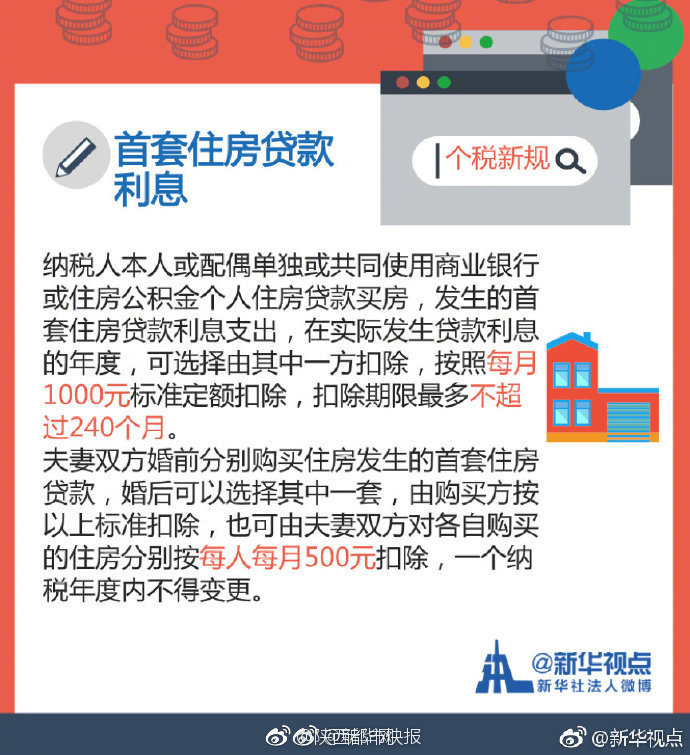 个税新规
首套住房贷款
利息
纳税人本人或配偶单独或共同使用商业银行
或住房公积金个人住房贷款买房，发生的首
套住房贷款利息支出，在实际发生贷款利息
的年度，可选择由其中一方扣除，按照每月
1000元标准定额扣除，扣除期限最多不超
过240个月。
夫妻双方婚前分别购买住房发生的首套住房
贷款，婚后可以选择其中一套，由购买方按
以上标准扣除，也可由夫妻双方对各自购买
的住房分别按每人每月500元扣除，一个纳
税年度内不得变更。
@新华视点
新华社法人微博
@新华视点